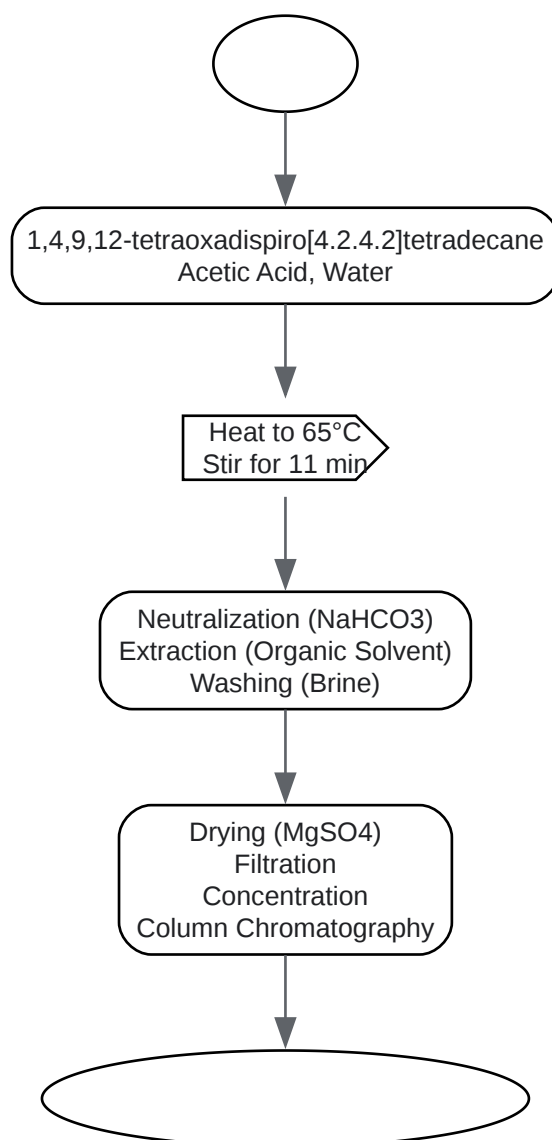 1,4,9,12-tetraoxadispiro[4.2.4.2]tetradecane
Acetic Acid, Water
Heat to 65°C
Stir for 11 min
Neutralization (NaHCO3)
Extraction (Organic Solvent)
Washing (Brine)
Drying (MgSO4)
Filtration
Concentration
Column Chromatography